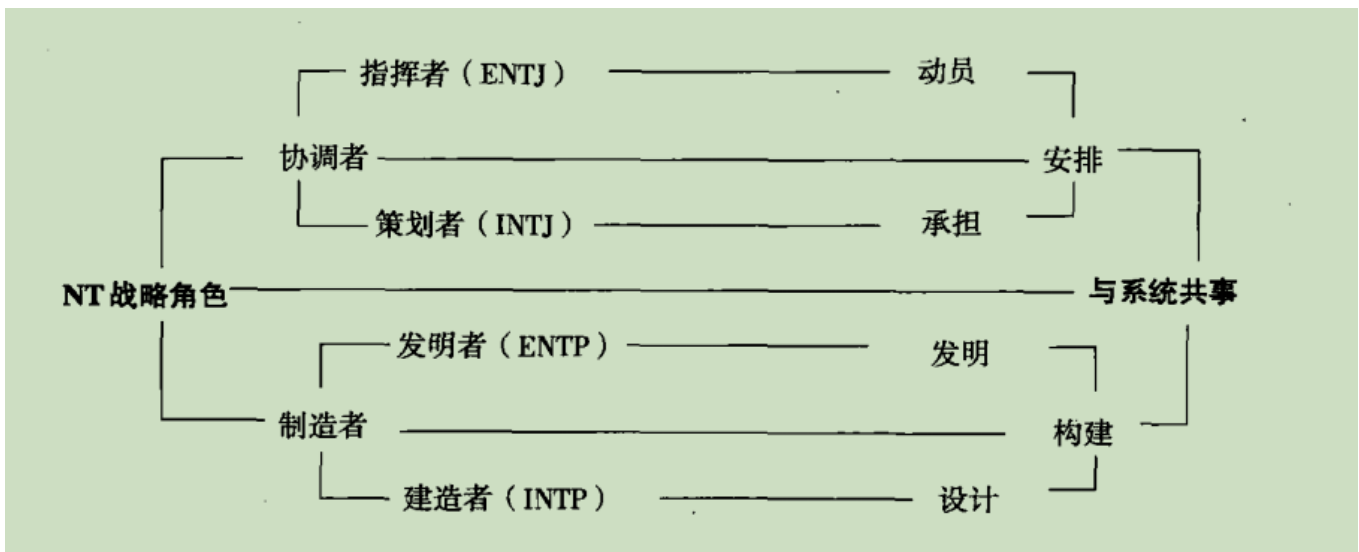 指挥者（ENTJ） 动员
协调者 安排
策划者（INTJ） 承担
NT战略角色 与系统共事
发明者（ENTP） 发明
制造者 构建
建造者（INTP） 设计